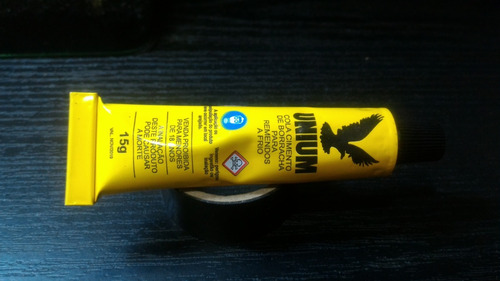 UNIUM
COLA CIMENTO
DE BORRACHA
PARA
REMENDOS
A FRIO
VENDA PROIBIDA
PARA MENORES
DE 18 ANOS
A INALAÇÃO
DESTE PRODUTO
PODE CAUSAR
A MORTE
15g